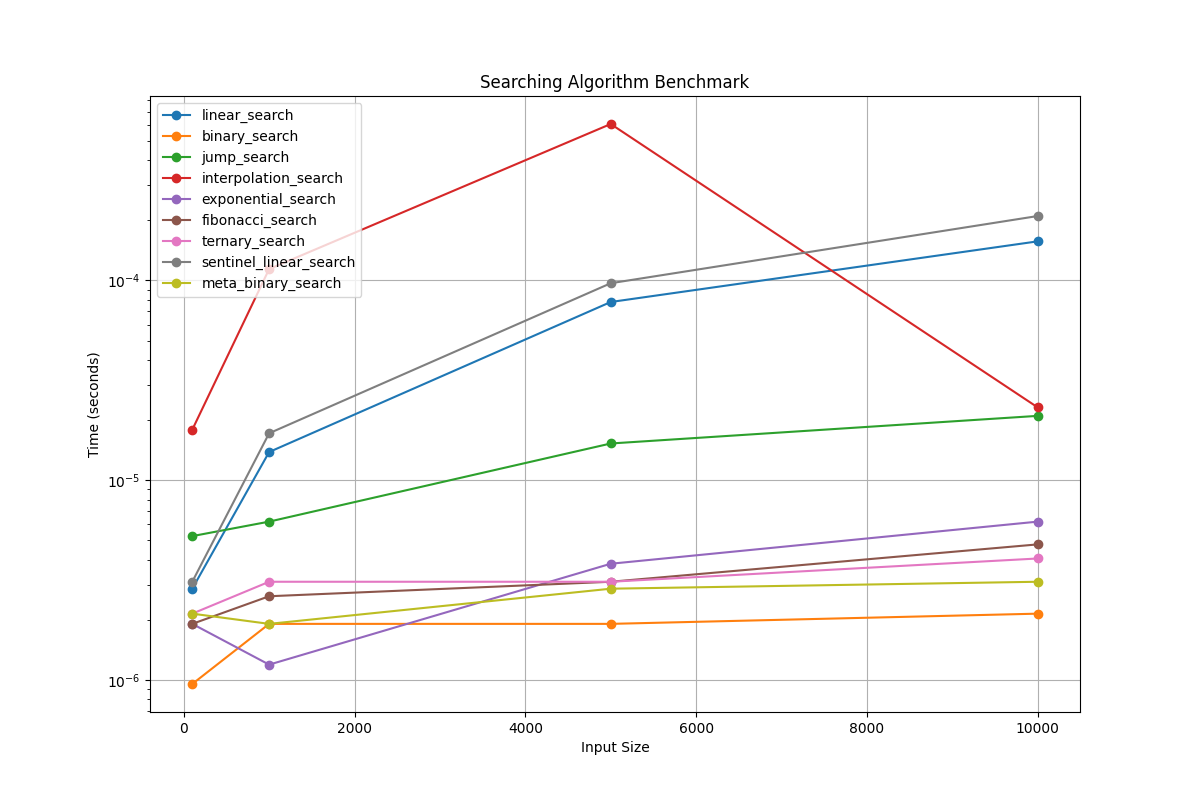 Searching Algorithm Benchmark
linear_search
binary_search
jump_search
interpolation_search
exponential_search
fibonacci_search
ternary_search
sentinel_linear_search
meta_binary_search
10⁻⁴
10⁻⁵
10⁻⁶
Time (seconds)
0 2000 4000 6000 8000 10000
Input Size